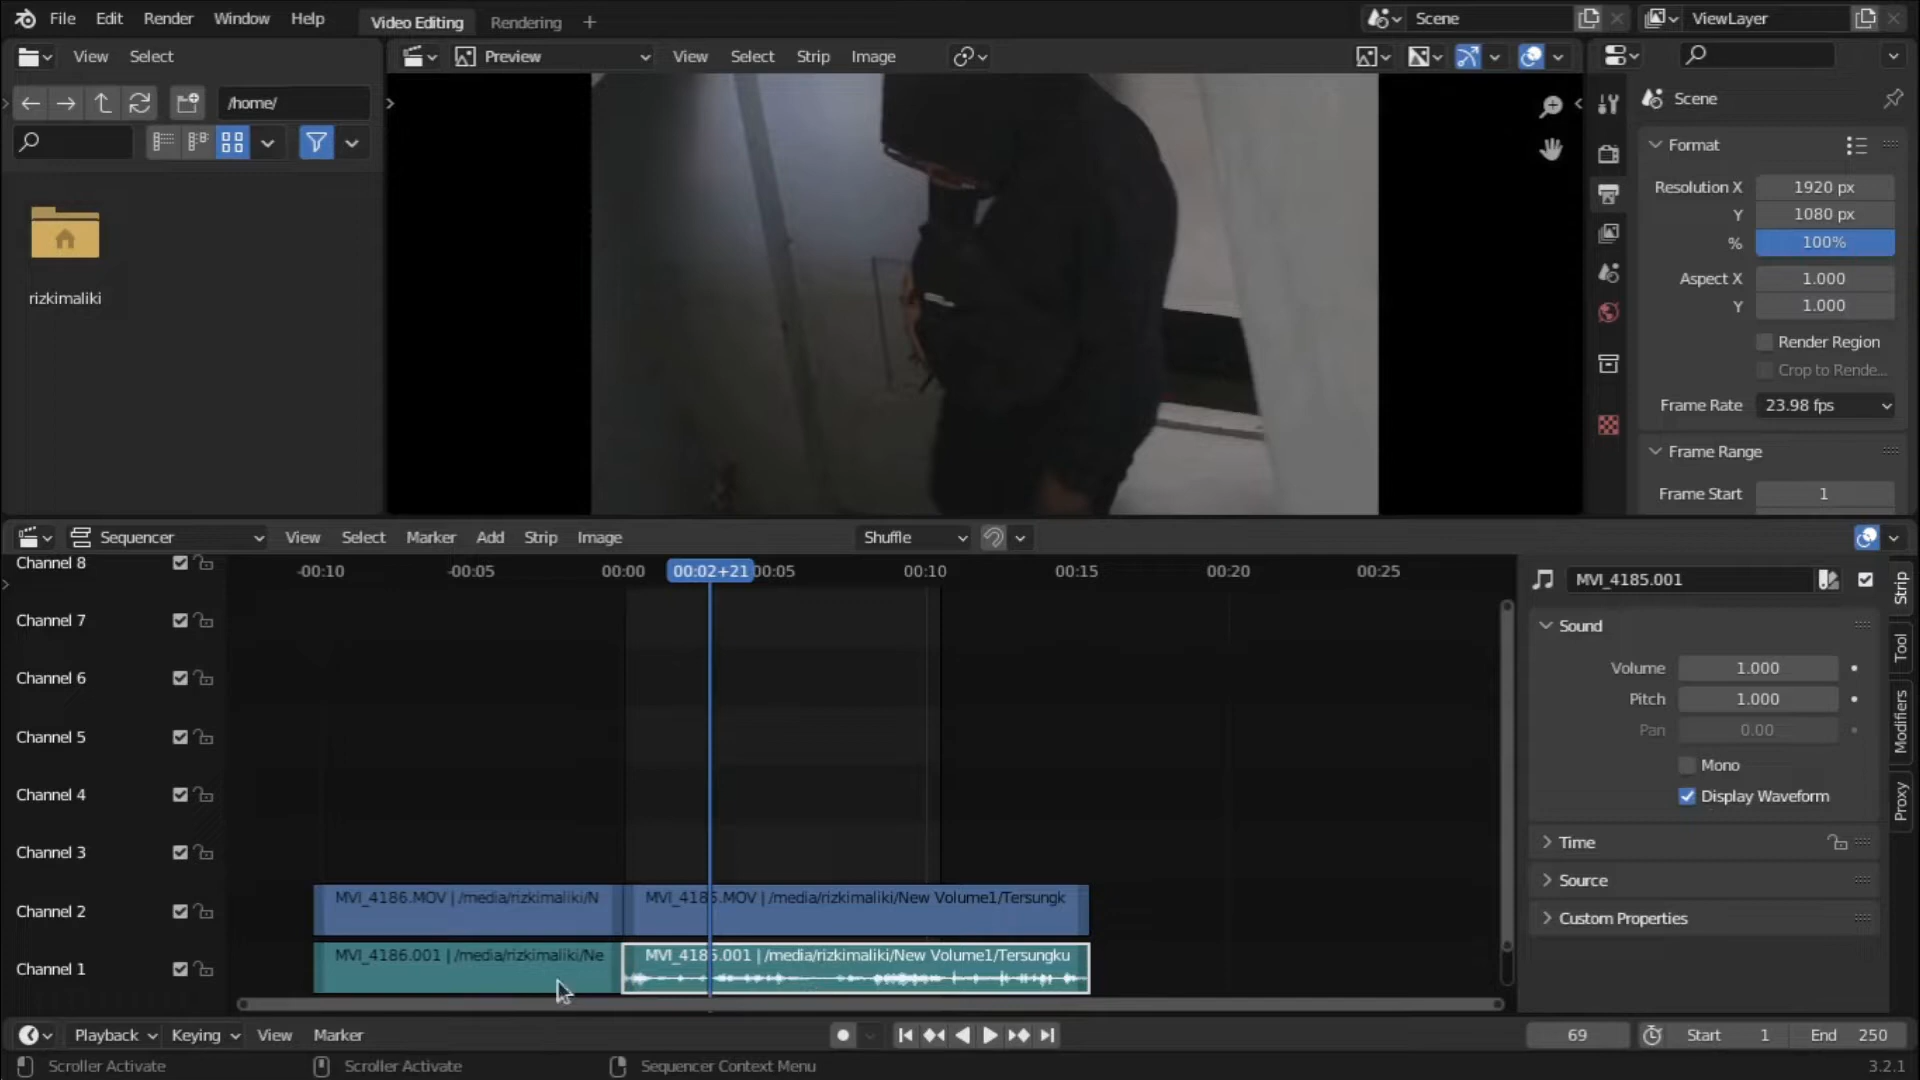 File Edit Render Window Help Video Editing Rendering + Scene ViewLayer
View Select Preview View Select Strip Image
/home/
rizkimaliki
Scene
Format
Resolution X 1920 px
Y 1080 px
% 100%
Aspect X 1.000
Y 1.000
Render Region
Crop to Rende...
Frame Rate 23.98 fps
Frame Range
Frame Start 1
Sequencer View Select Marker Add Strip Image Shuffle
-00:10 -00:05 00:00 00:02+21 00:05 00:10 00:15 00:20 00:25
Channel 8
Channel 7
Channel 6
Channel 5
Channel 4
Channel 3
Channel 2
MVI_4186.MOV | /media/rizkimaliki/N
MVI_4185.MOV | /media/rizkimaliki/New Volume1/Tersungk
Channel 1
MVI_4186.001 | /media/rizkimaliki/Ne
MVI_4185.001 | /media/rizkimaliki/New Volume1/Tersungku
MVI_4185.001
Sound
Volume 1.000
Pitch 1.000
Pan 0.00
Mono
Display Waveform
Time
Source
Custom Properties
Strip
Tool
Modifiers
Proxy
Playback Keying View Marker 69 Start 1 End 250
Scroller Activate Scroller Activate Sequencer Context Menu 3.2.1